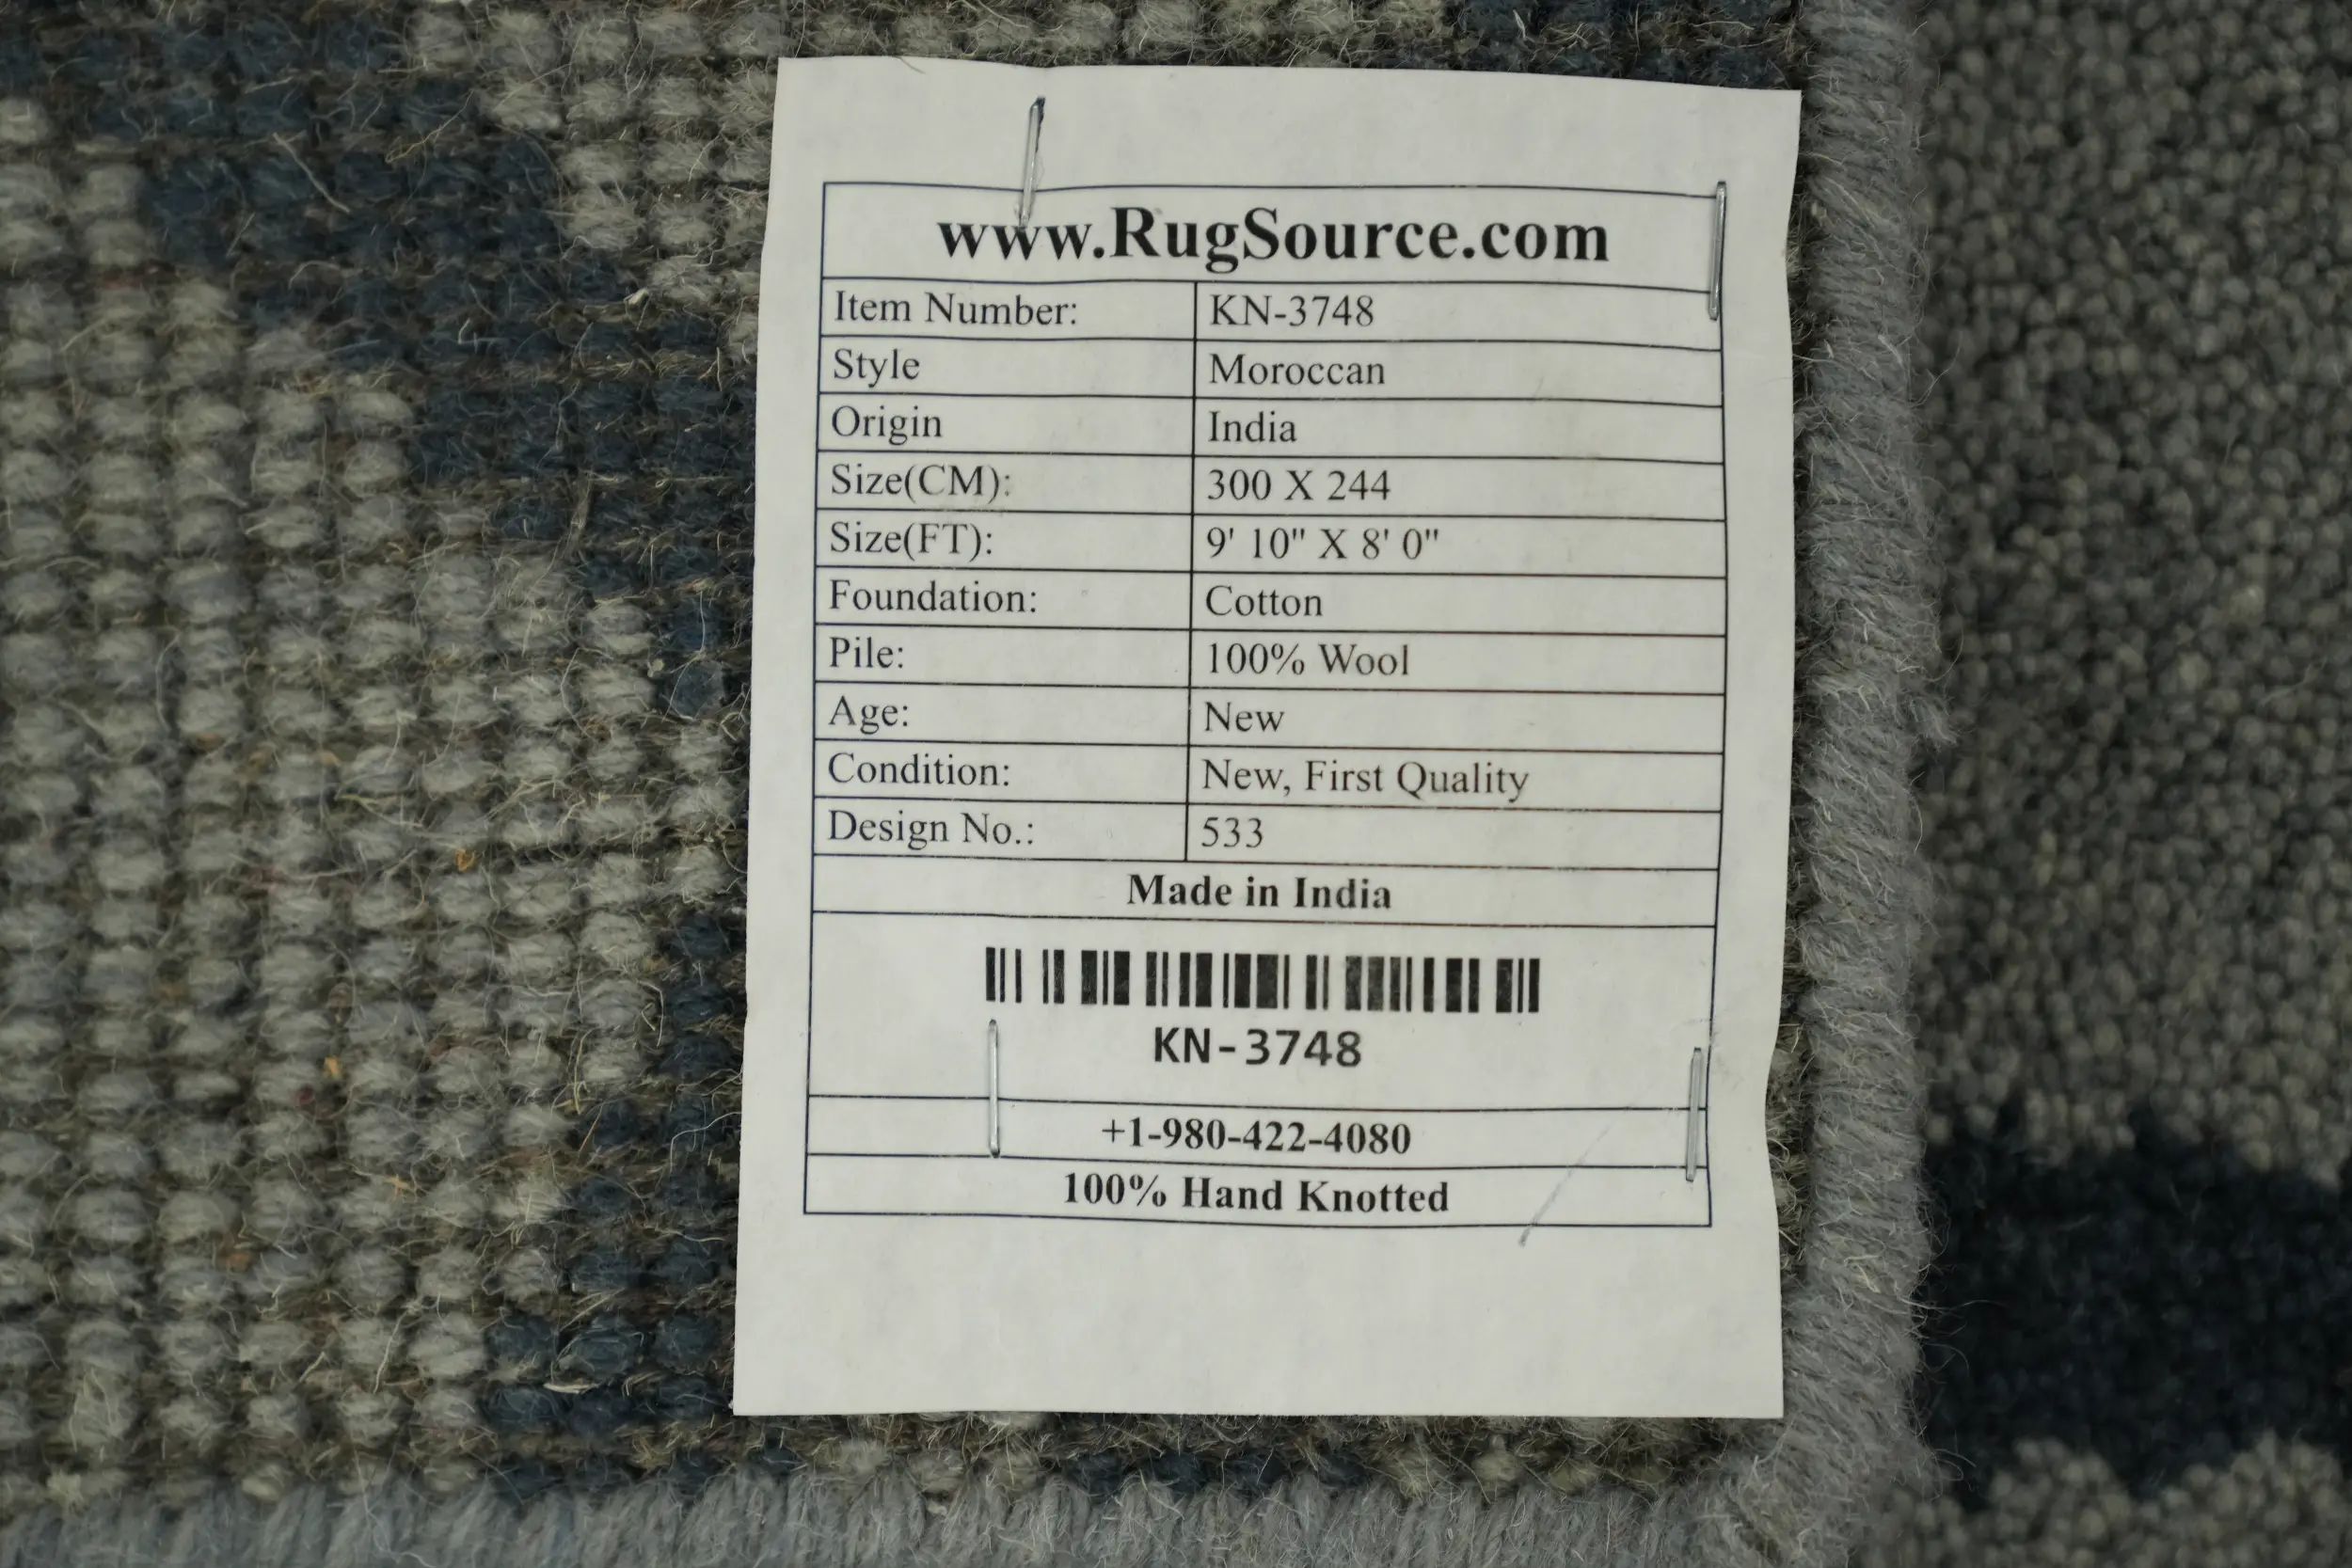 www.RugSource.com
Item Number: KN-3748
Style Moroccan
Origin India
Size(CM): 300 X 244
Size(FT): 9' 10" X 8' 0"
Foundation: Cotton
Pile: 100% Wool
Age: New
Condition: New, First Quality
Design No.: 533
Made in India
KN-3748
+1-980-422-4080
100% Hand Knotted